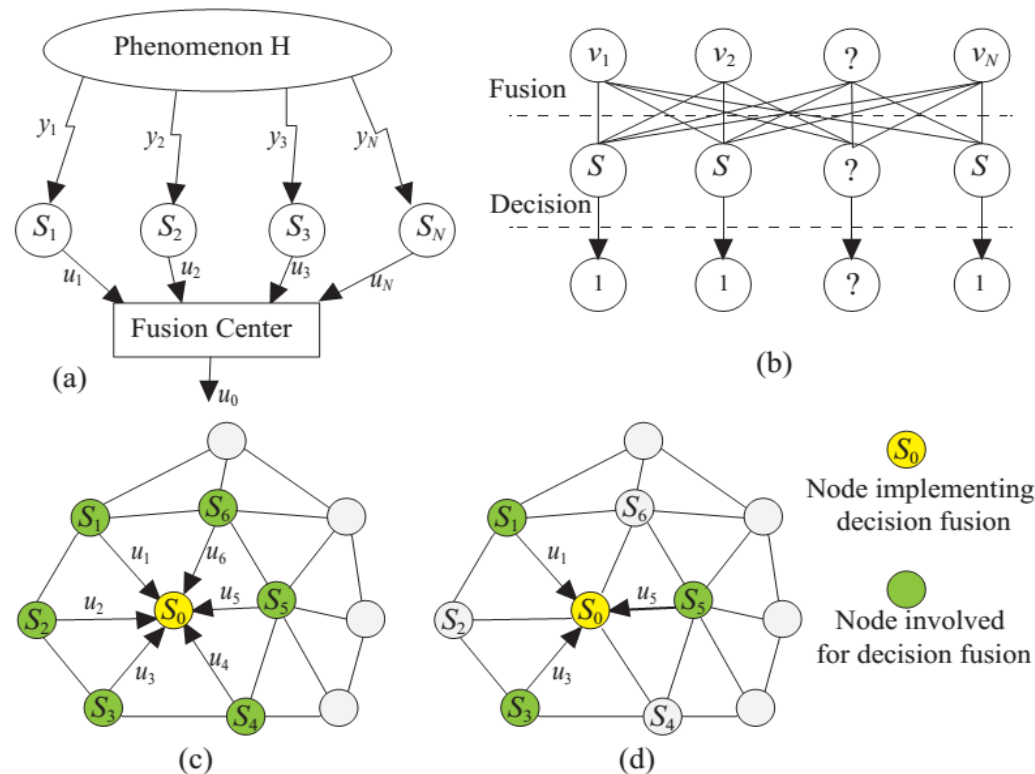 Phenomenon H
y1
y2
y3
yN
S1
S2
S3
SN
u1
u2
u3
uN
Fusion Center
(a)
u0
v1
v2
?
vN
Fusion
S
S
?
S
Decision
1
1
?
1
(b)
S1
S6
u1
u6
S2
u2
S0
u5
S5
u3
u4
S3
S4
(c)
S1
S6
u1
S2
S0
u5
S5
u3
S3
S4
(d)
S0
Node implementing
decision fusion
Node involved
for decision fusion